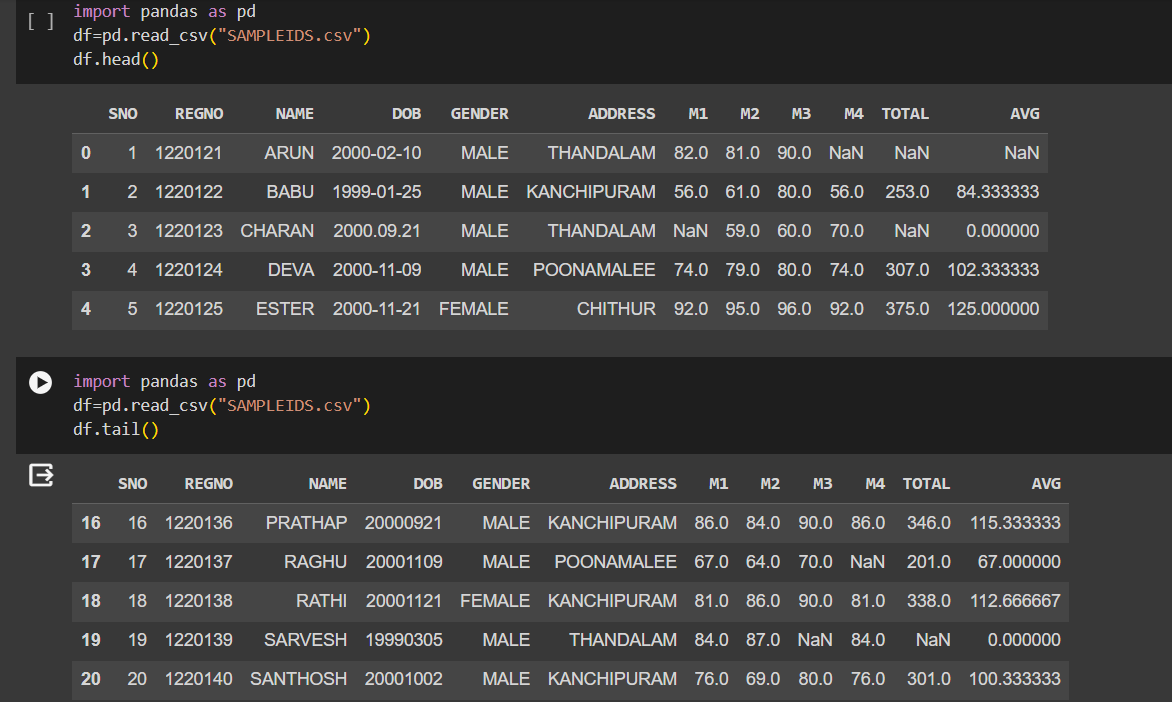 [ ] import pandas as pd
df=pd.read_csv("SAMPLEIDS.csv")
df.head()
SNO REGNO NAME DOB GENDER ADDRESS M1 M2 M3 M4 TOTAL AVG
0 1 1220121 ARUN 2000-02-10 MALE THANDALAM 82.0 81.0 90.0 NaN NaN NaN
1 2 1220122 BABU 1999-01-25 MALE KANCHIPURAM 56.0 61.0 80.0 56.0 253.0 84.333333
2 3 1220123 CHARAN 2000.09.21 MALE THANDALAM NaN 59.0 60.0 70.0 NaN 0.000000
3 4 1220124 DEVA 2000-11-09 MALE POONAMALEE 74.0 79.0 80.0 74.0 307.0 102.333333
4 5 1220125 ESTER 2000-11-21 FEMALE CHITHUR 92.0 95.0 96.0 92.0 375.0 125.000000
import pandas as pd
df=pd.read_csv("SAMPLEIDS.csv")
df.tail()
SNO REGNO NAME DOB GENDER ADDRESS M1 M2 M3 M4 TOTAL AVG
16 16 1220136 PRATHAP 20000921 MALE KANCHIPURAM 86.0 84.0 90.0 86.0 346.0 115.333333
17 17 1220137 RAGHU 20001109 MALE POONAMALEE 67.0 64.0 70.0 NaN 201.0 67.000000
18 18 1220138 RATHI 20001121 FEMALE KANCHIPURAM 81.0 86.0 90.0 81.0 338.0 112.666667
19 19 1220139 SARVESH 19990305 MALE THANDALAM 84.0 87.0 NaN 84.0 NaN 0.000000
20 20 1220140 SANTHOSH 20001002 MALE KANCHIPURAM 76.0 69.0 80.0 76.0 301.0 100.333333